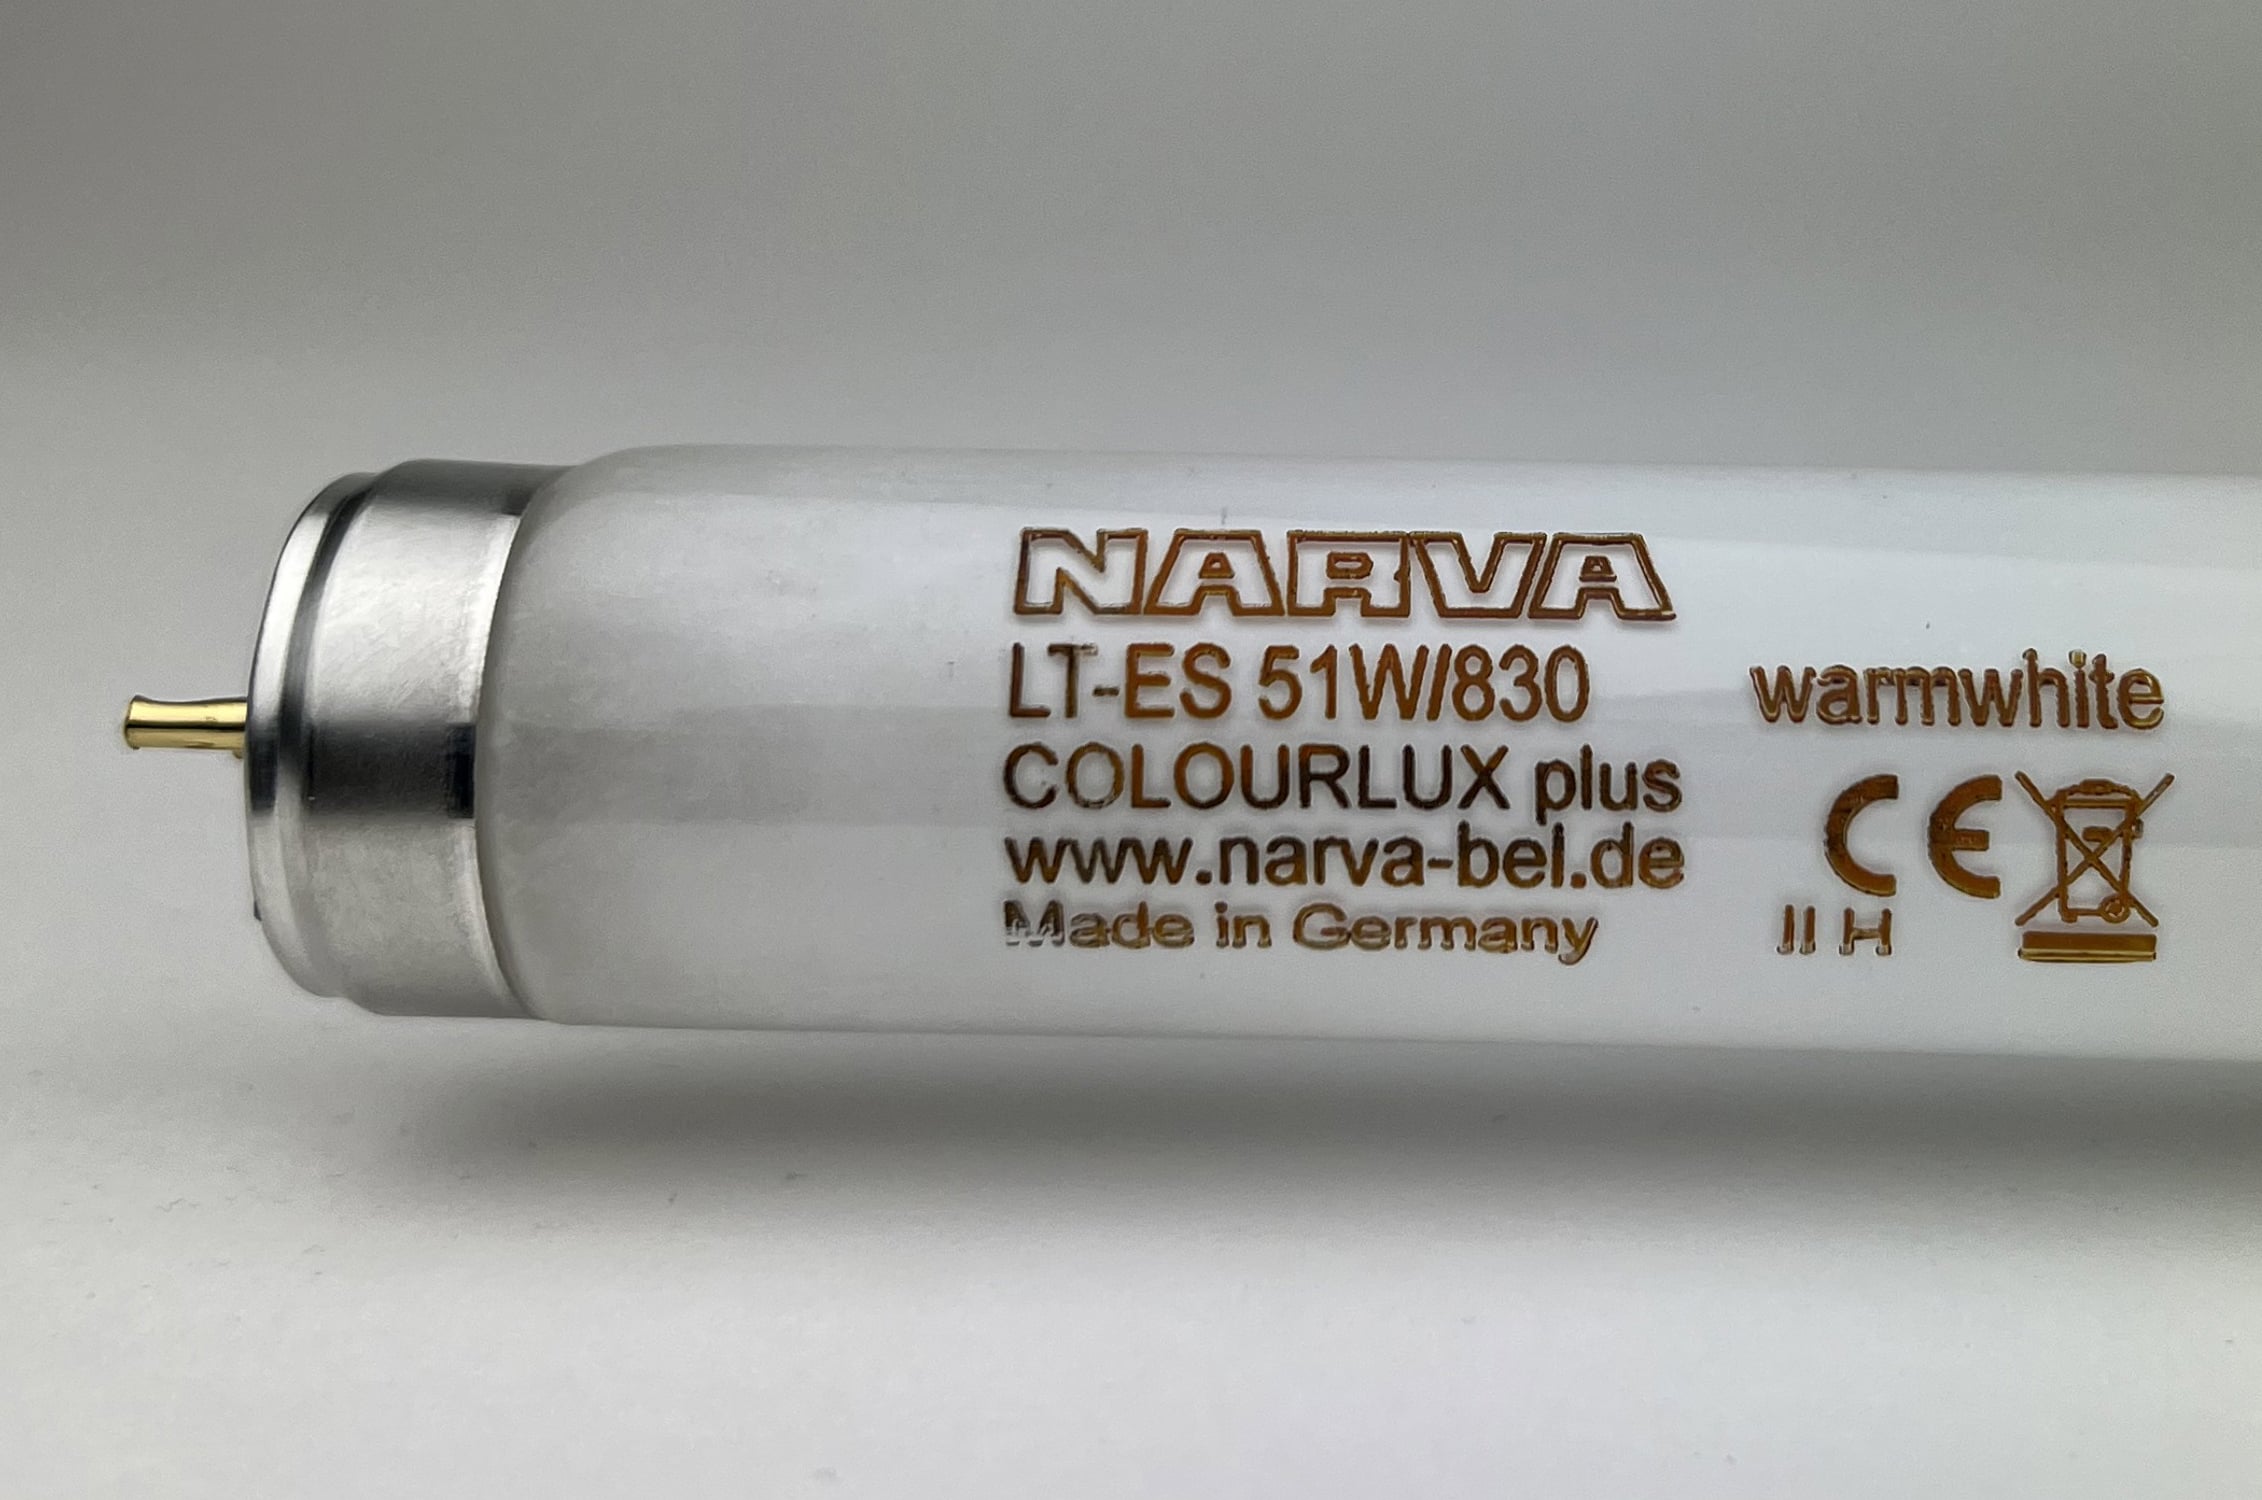 NARVA
LT-ES 51W/830 warmwhite
COLOURLUX plus CE
www.narva-bel.de
Made in Germany II H